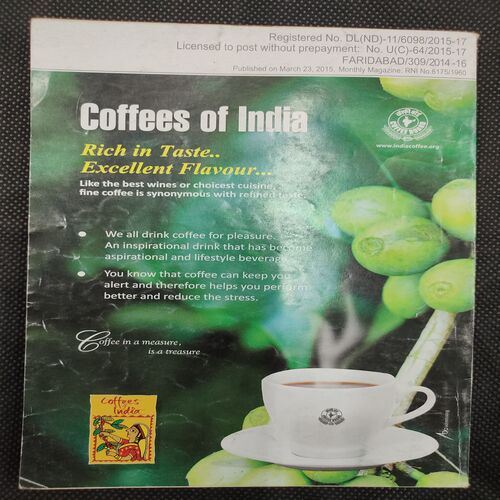 Registered No. DL(ND)-11/6098/2015-17
Licensed to post without prepayment: No. U(C)-64/2015-17
FARIDABAD/309/2014-16
Published on March 23, 2015. Monthly Magazine. RNI No.6175/1960
Coffees of India
COFFEE BOARD
www.indiacoffee.org
Rich in Taste..
Excellent Flavour...
Like the best wines or choicest cuisine,
fine coffee is synonymous with refined taste.
We all drink coffee for pleasure.
An inspirational drink that has become
aspirational and lifestyle beverage.
You know that coffee can keep you
alert and therefore helps you perform
better and reduce the stress.
Coffee in a measure,
is a treasure
Coffees
of
India